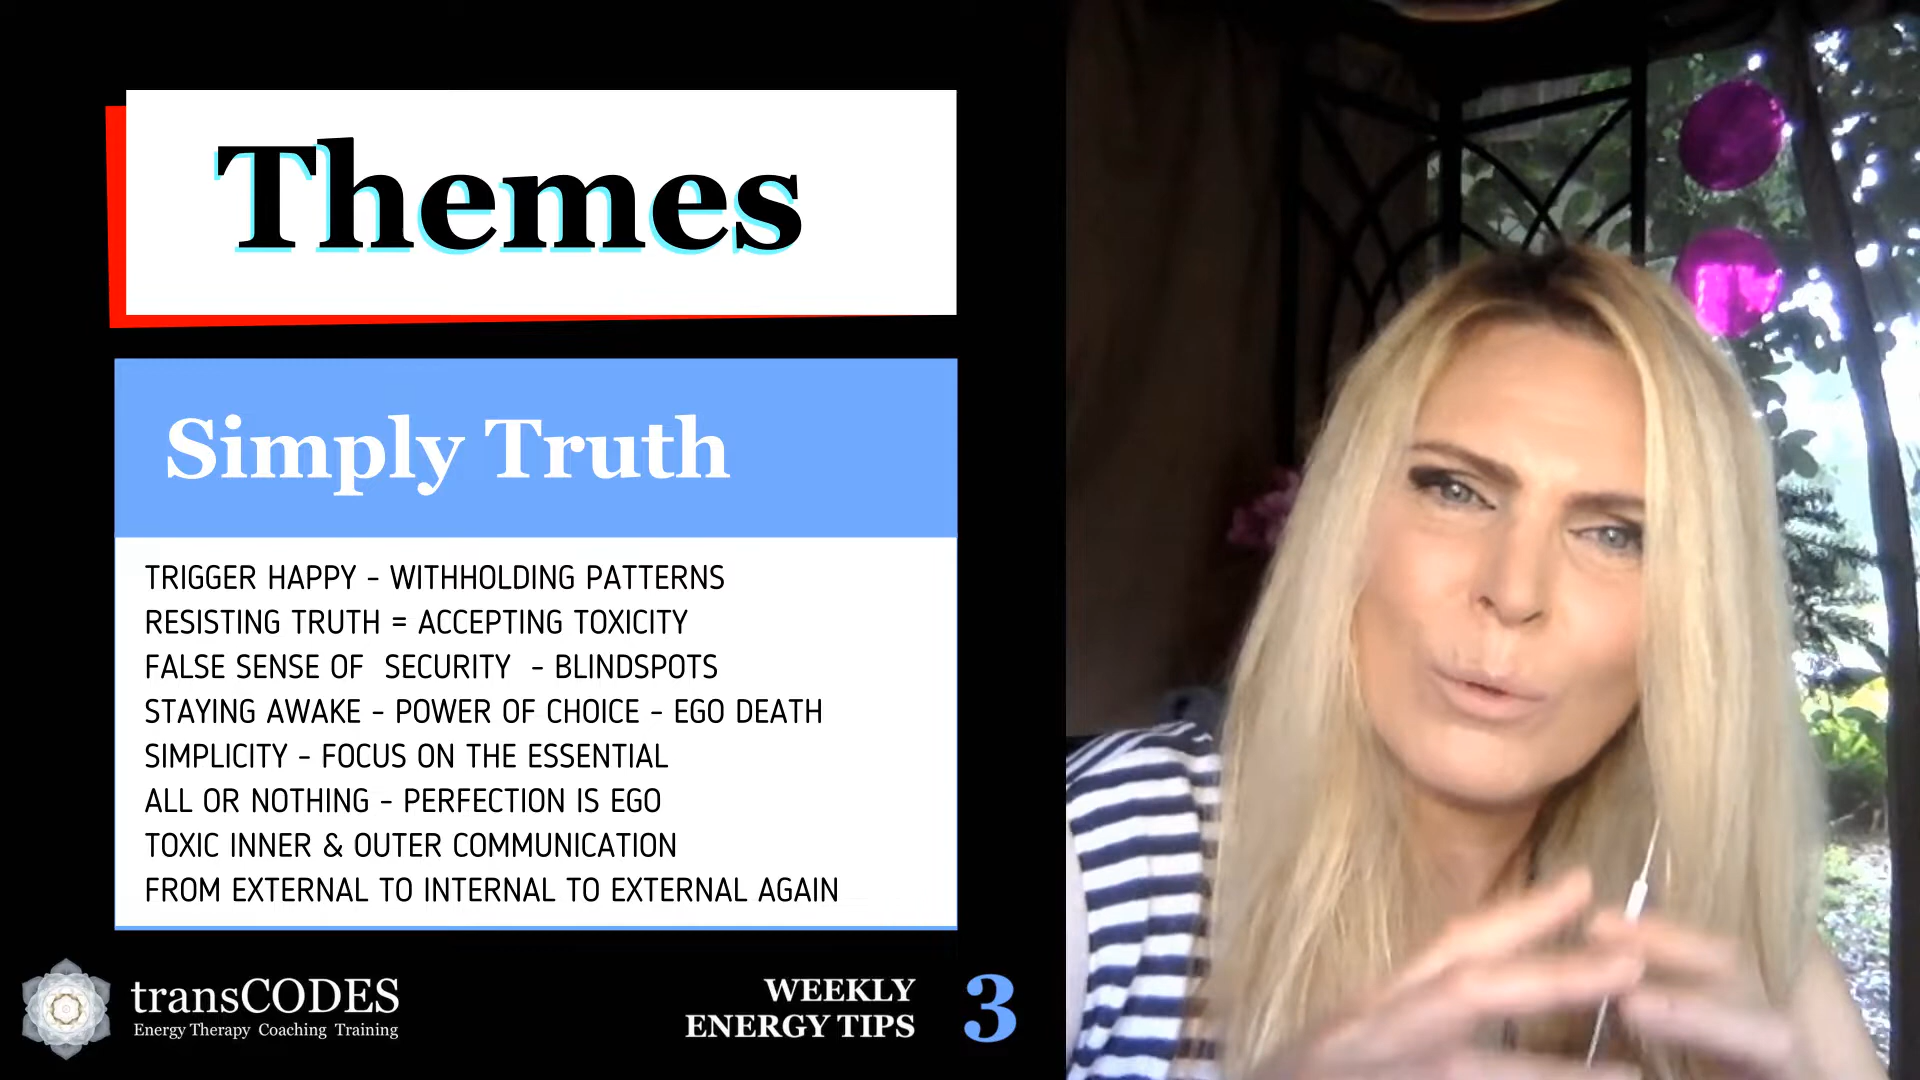 Themes
Simply Truth
TRIGGER HAPPY - WITHHOLDING PATTERNS
RESISTING TRUTH = ACCEPTING TOXICITY
FALSE SENSE OF  SECURITY  - BLINDSPOTS
STAYING AWAKE - POWER OF CHOICE - EGO DEATH
SIMPLICITY - FOCUS ON THE ESSENTIAL
ALL OR NOTHING - PERFECTION IS EGO
TOXIC INNER & OUTER COMMUNICATION
FROM EXTERNAL TO INTERNAL TO EXTERNAL AGAIN
transCODES
Energy Therapy  Coaching  Training
WEEKLY
ENERGY TIPS
3